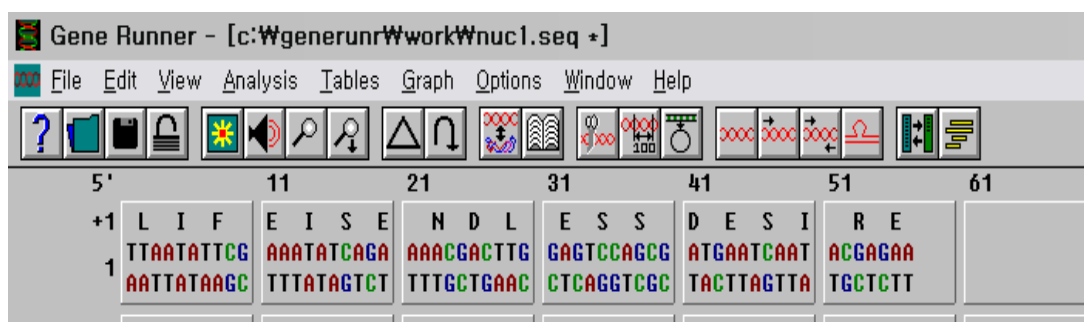 Gene Runner - [c:₩generunr₩work₩nuc1.seq *]
File Edit View Analysis Tables Graph Options Window Help
100
5' 11 21 31 41 51 61
+1 L I F E I S E N D L E S S D E S I R E
1 TTAATATTCG AAATATCAGA AAACGACTTG GAGTCCAGCG ATGAATCAAT ACGAGAA
AATTATAAGC TTTATAGTCT TTTGCTGAAC CTCAGGTCGC TACTTAGTTA TGCTCTT